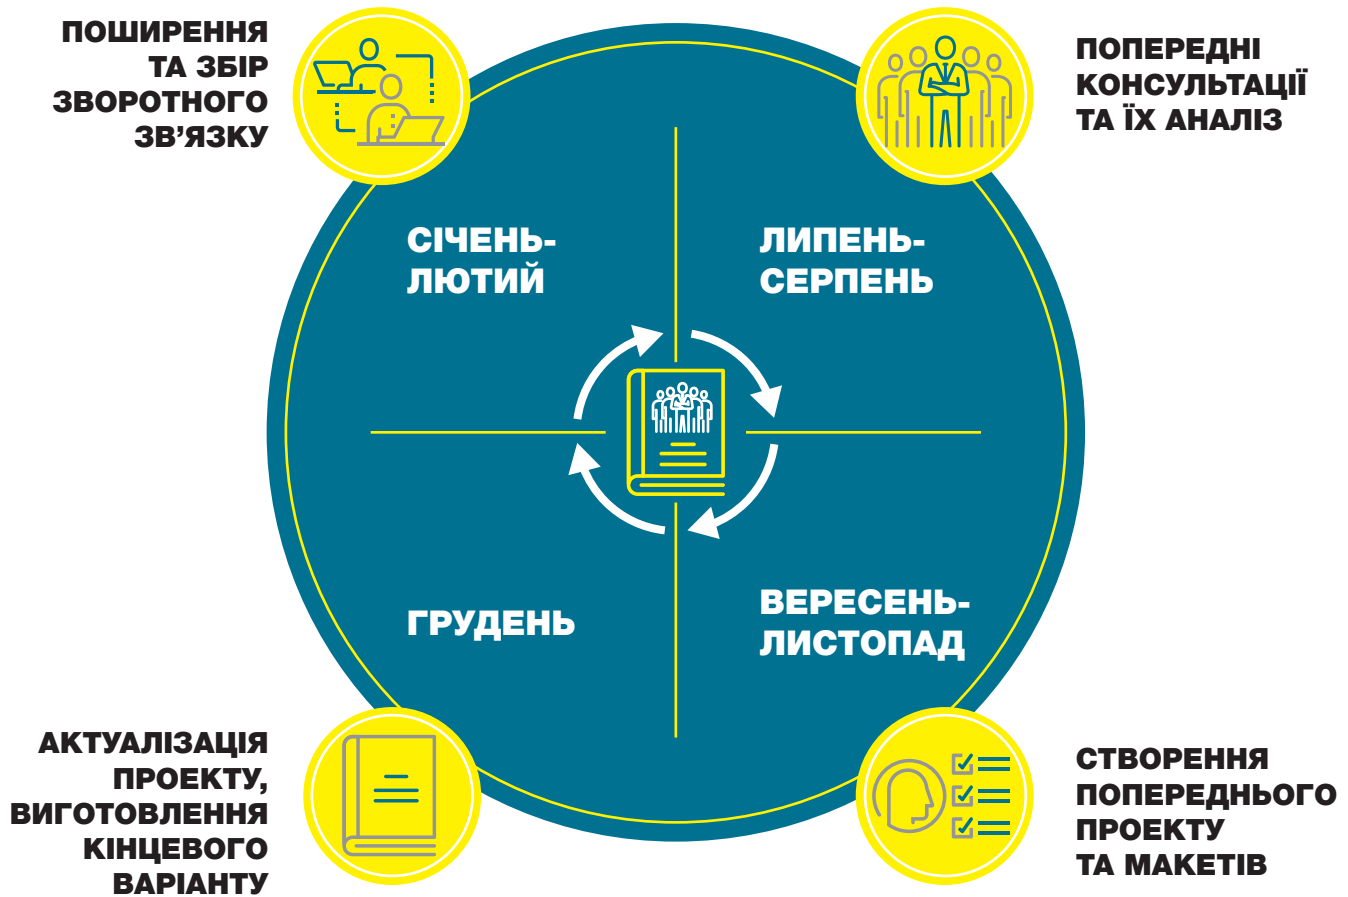 ПОШИРЕННЯ
ТА ЗБІР
ЗВОРОТНОГО
ЗВ’ЯЗКУ
ПОПЕРЕДНІ
КОНСУЛЬТАЦІЇ
ТА ЇХ АНАЛІЗ
СІЧЕНЬ-
ЛЮТИЙ
ЛИПЕНЬ-
СЕРПЕНЬ
ГРУДЕНЬ
ВЕРЕСЕНЬ-
ЛИСТОПАД
АКТУАЛІЗАЦІЯ
ПРОЕКТУ,
ВИГОТОВЛЕННЯ
КІНЦЕВОГО
ВАРІАНТУ
СТВОРЕННЯ
ПОПЕРЕДНЬОГО
ПРОЕКТУ
ТА МАКЕТІВ